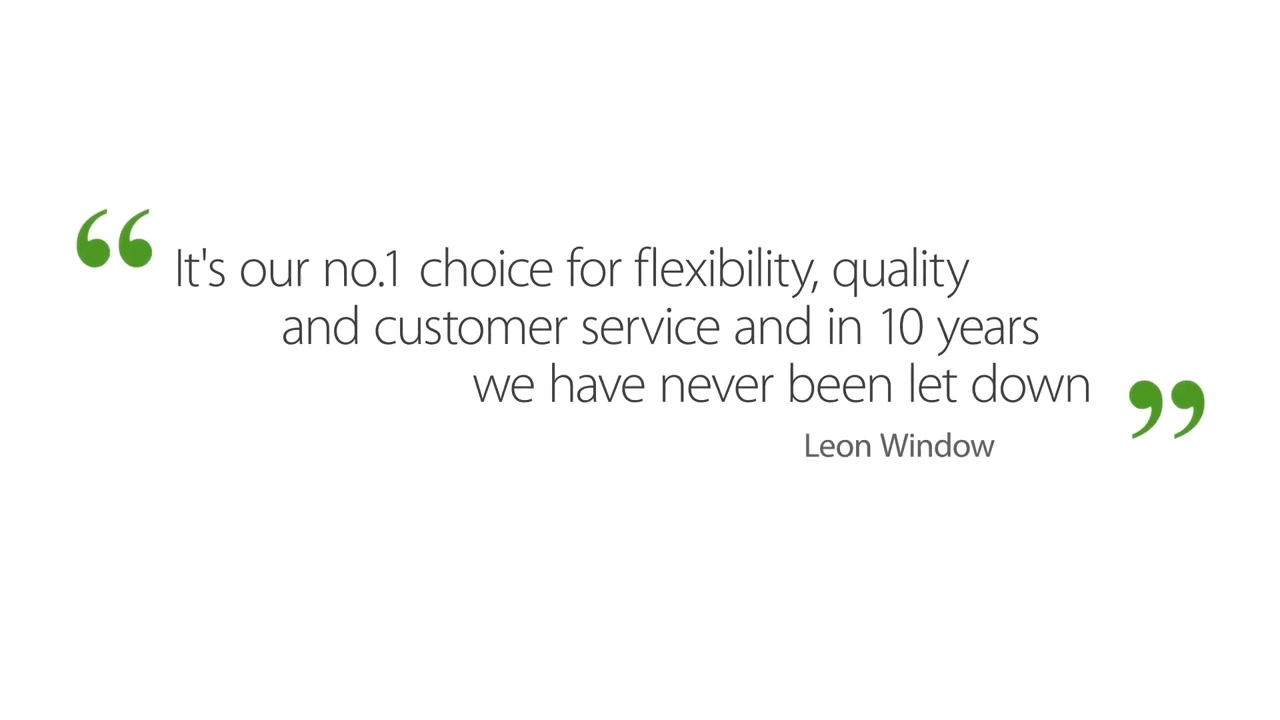 “It's our no.1 choice for flexibility, quality
and customer service and in 10 years
we have never been let down”
Leon Window